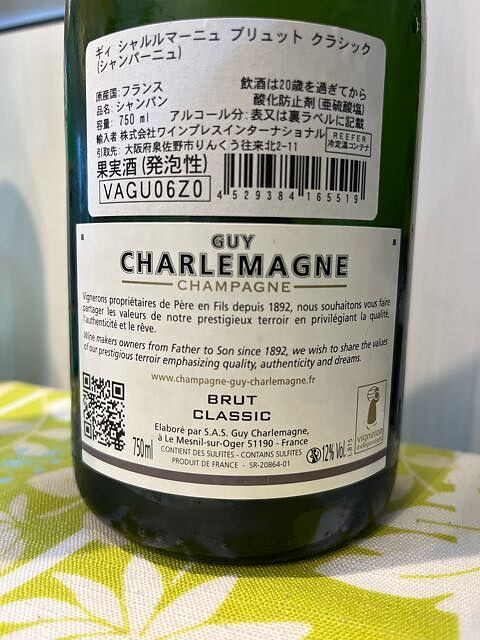 ギィ シャルルマーニュ ブリュット クラシック
(シャンパーニュ)
原産国:フランス 飲酒は20歳を過ぎてから
品名:シャンパン 酸化防止剤(亜硫酸塩)
容量:750 ml アルコール分:表又は裏ラベルに記載
輸入者 株式会社ワインプレスインターナショナル
引取先:大阪府泉佐野市りんくう往来北2-11
REEFER
冷定温コンテナ
果実酒(発泡性)
VAGU06Z0
4 529384 165519
GUY
CHARLEMAGNE
CHAMPAGNE
Vignerons propriétaires de Père en Fils depuis 1892, nous souhaitons vous faire
partager les valeurs de notre prestigieux terroir en privilégiant la qualité,
l'authenticité et le rêve.
Wine makers owners from Father to Son since 1892, we wish to share the values
of our prestigious terroir emphasizing quality, authenticity and dreams.
www.champagne-guy-charlemagne.fr
BRUT
CLASSIC
Elaboré par S.A.S. Guy Charlemagne,
à Le Mesnil-sur-Oger 51190 - France
CONTIENT DES SULFITES - CONTAINS SULFITES
PRODUIT DE FRANCE - SR-20864-01
750ml
12% Vol.
vigneron
indépendant